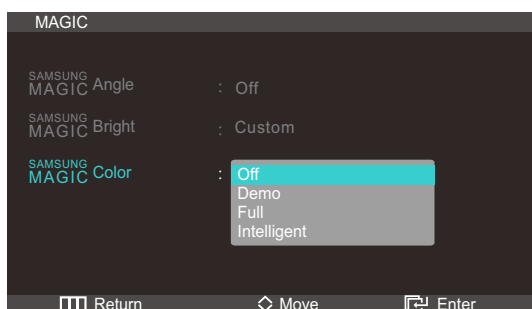 MAGIC
SAMSUNG
MAGIC Angle : Off
SAMSUNG
MAGIC Bright : Custom
SAMSUNG
MAGIC Color : Off
Demo
Full
Intelligent
Return Move Enter